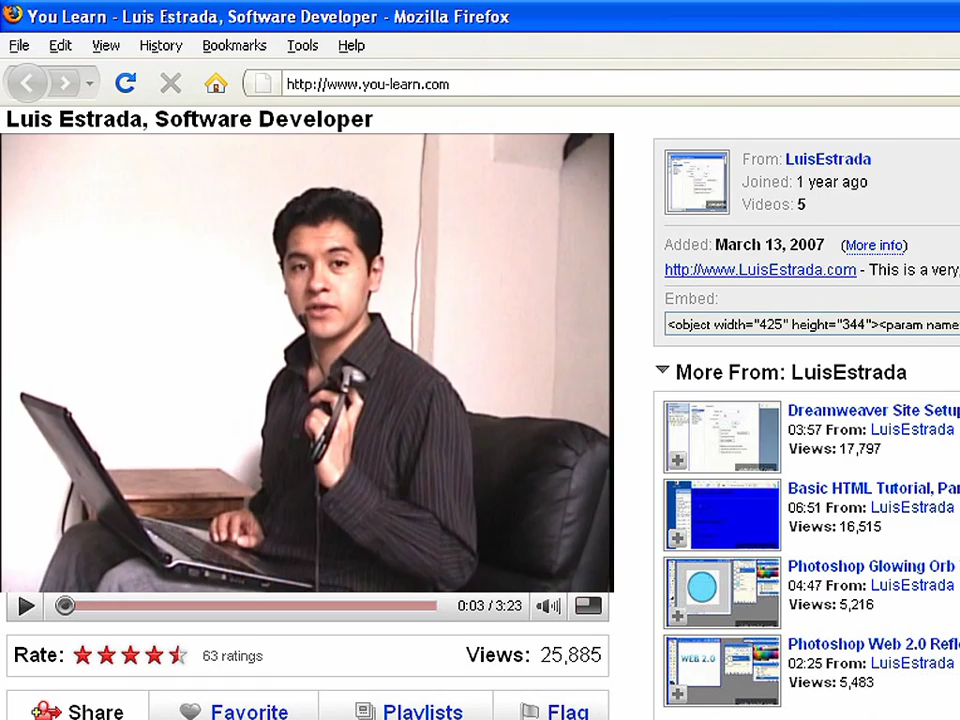 You Learn - Luis Estrada, Software Developer - Mozilla Firefox
File Edit View History Bookmarks Tools Help
http://www.you-learn.com
Luis Estrada, Software Developer
From: LuisEstrada
Joined: 1 year ago
Videos: 5
Added: March 13, 2007 (More info)
http://www.LuisEstrada.com - This is a very,
Embed:
<object width="425" height="344"><param name
More From: LuisEstrada
Dreamweaver Site Setup
03:57 From: LuisEstrada
Views: 17,797
Basic HTML Tutorial, Par
06:51 From: LuisEstrada
Views: 16,515
Photoshop Glowing Orb
04:47 From: LuisEstrada
Views: 5,216
Photoshop Web 2.0 Refle
02:25 From: LuisEstrada
Views: 5,483
WEB 2.0
0:03 / 3:23
Rate: 63 ratings Views: 25,885
Share Favorite Playlists Flag